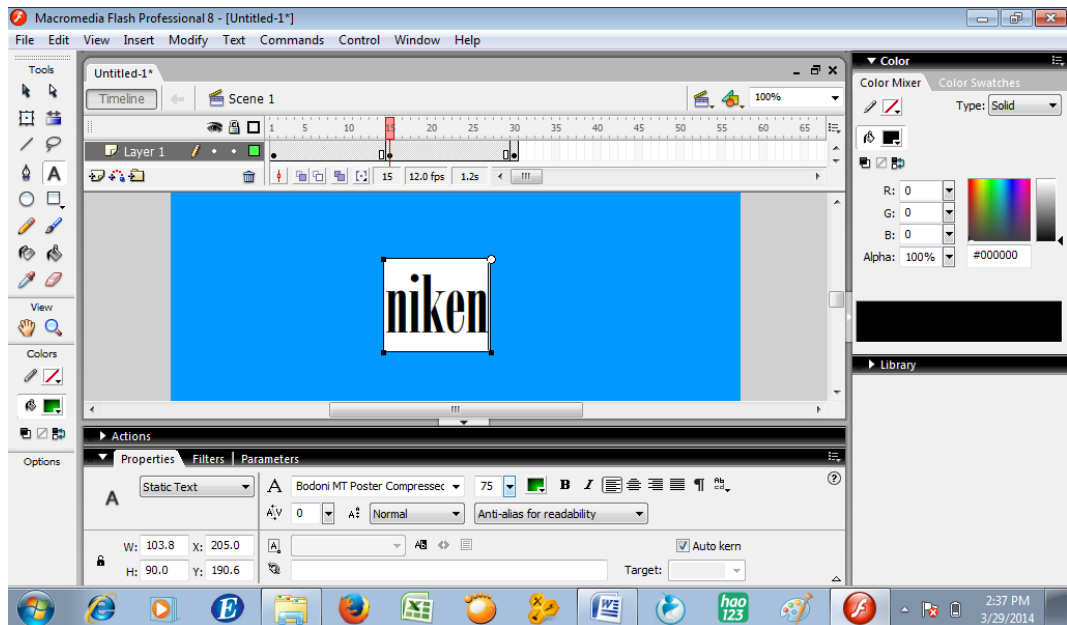 Macromedia Flash Professional 8 - [Untitled-1*]
File Edit View Insert Modify Text Commands Control Window Help
Tools
Untitled-1*
Timeline Scene 1 100%
1 5 10 15 20 25 30 35 40 45 50 55 60 65
Layer 1
15 12.0 fps 1.2s
niken
View
Colors
Options
Color
Color Mixer Color Swatches
Type: Solid
R: 0
G: 0
B: 0
Alpha: 100% #000000
Library
Actions
Properties Filters Parameters
Static Text A Bodoni MT Poster Compressec 75 B I
A
0 Normal Anti-alias for readability
W: 103.8 X: 205.0 Auto kern
H: 90.0 Y: 190.6 Target:
hao
123
2:37 PM
3/29/2014